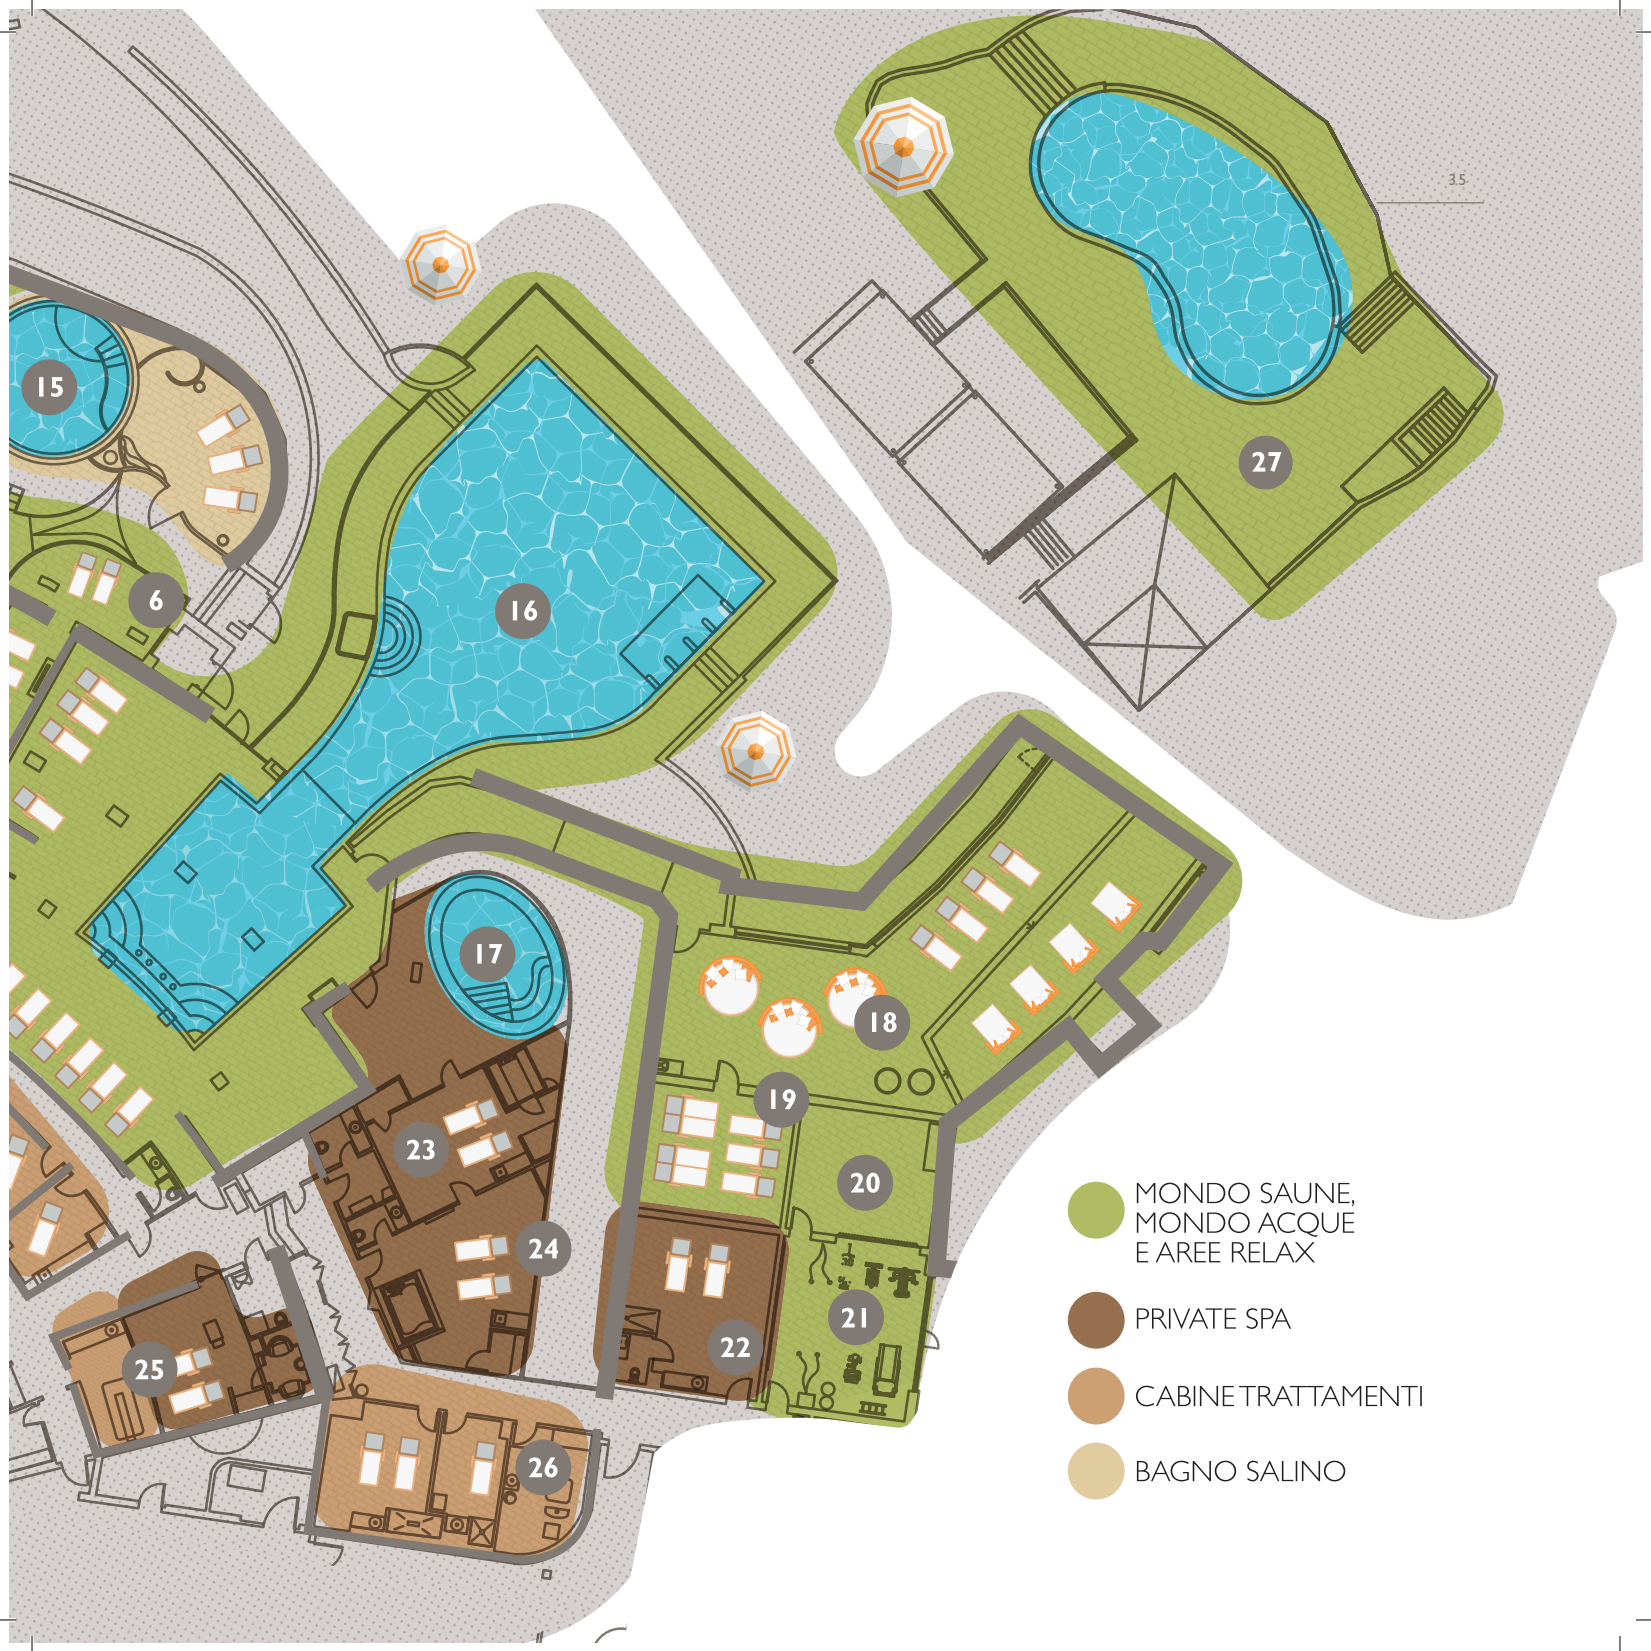 35
15
27
6
16
17
18
19
23
20
24
21
22
25
26
MONDO SAUNE,
MONDO ACQUE
E AREE RELAX
PRIVATE SPA
CABINE TRATTAMENTI
BAGNO SALINO